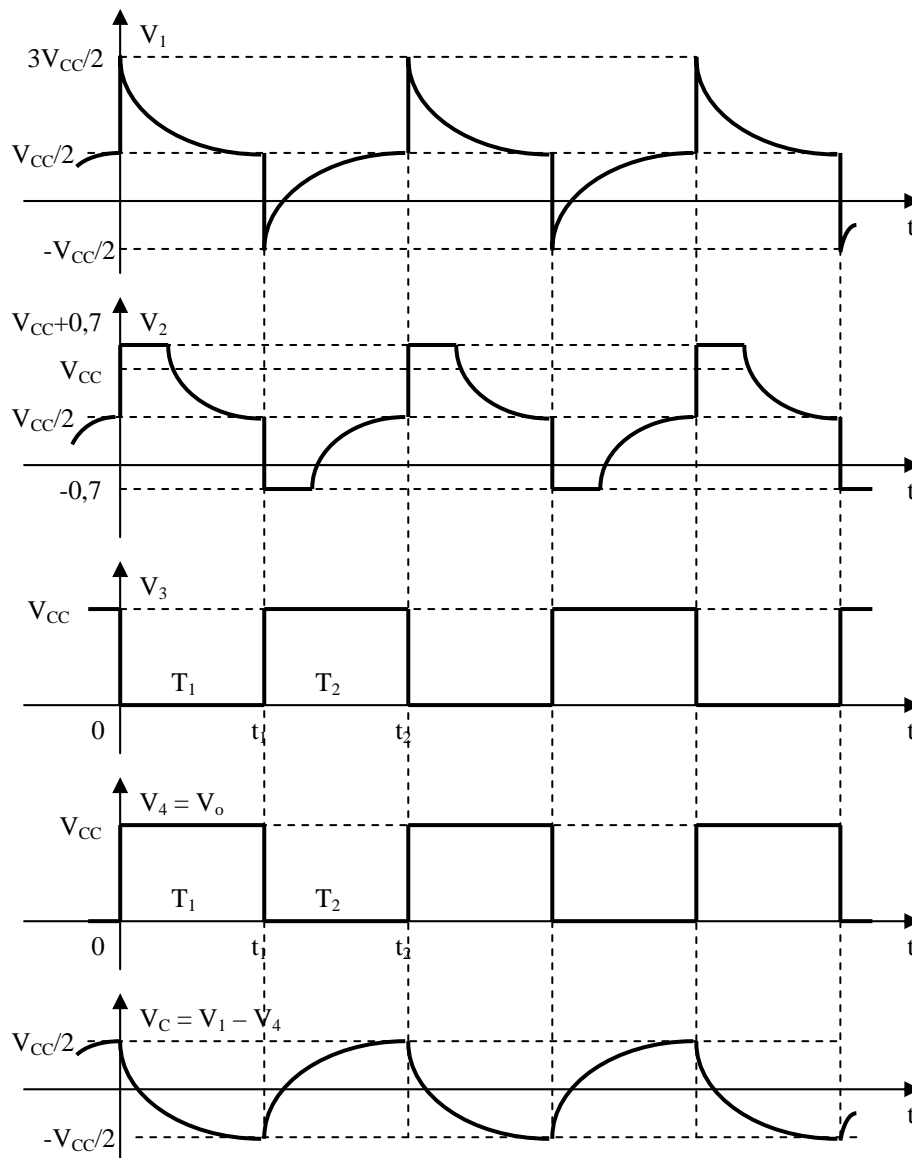 V1
3VCC/2
VCC/2
t
-VCC/2
VCC+0,7
V2
VCC
VCC/2
t
-0,7
V3
VCC
T1 T2
0 t1 t2 t
V4 = Vo
VCC
T1 T2
0 t1 t2 t
VC = V1 – V4
VCC/2
t
-VCC/2